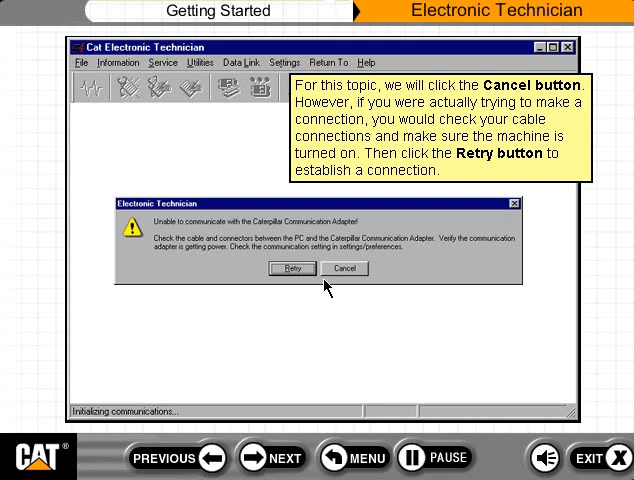 Getting Started
Electronic Technician
Cat Electronic Technician
File Information Service Utilities Data Link Settings Return To Help
For this topic, we will click the Cancel button.
However, if you were actually trying to make a
connection, you would check your cable
connections and make sure the machine is
turned on. Then click the Retry button to
establish a connection.
Electronic Technician
Unable to communicate with the Caterpillar Communication Adapter!
Check the cable and connectors between the PC and the Caterpillar Communication Adapter. Verify the communication
adapter is getting power. Check the communication setting in settings/preferences.
Retry Cancel
Initializing communications...
CAT ® PREVIOUS NEXT MENU PAUSE EXIT X